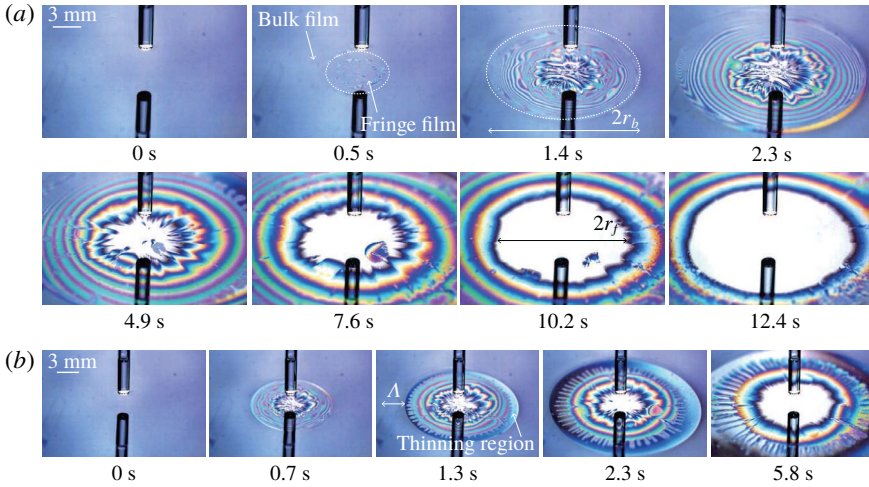 (a)
3 mm
Bulk film
Fringe film
2r_b
0 s
0.5 s
1.4 s
2.3 s
2r_f
4.9 s
7.6 s
10.2 s
12.4 s
(b)
3 mm
Λ
Thinning region
0 s
0.7 s
1.3 s
2.3 s
5.8 s